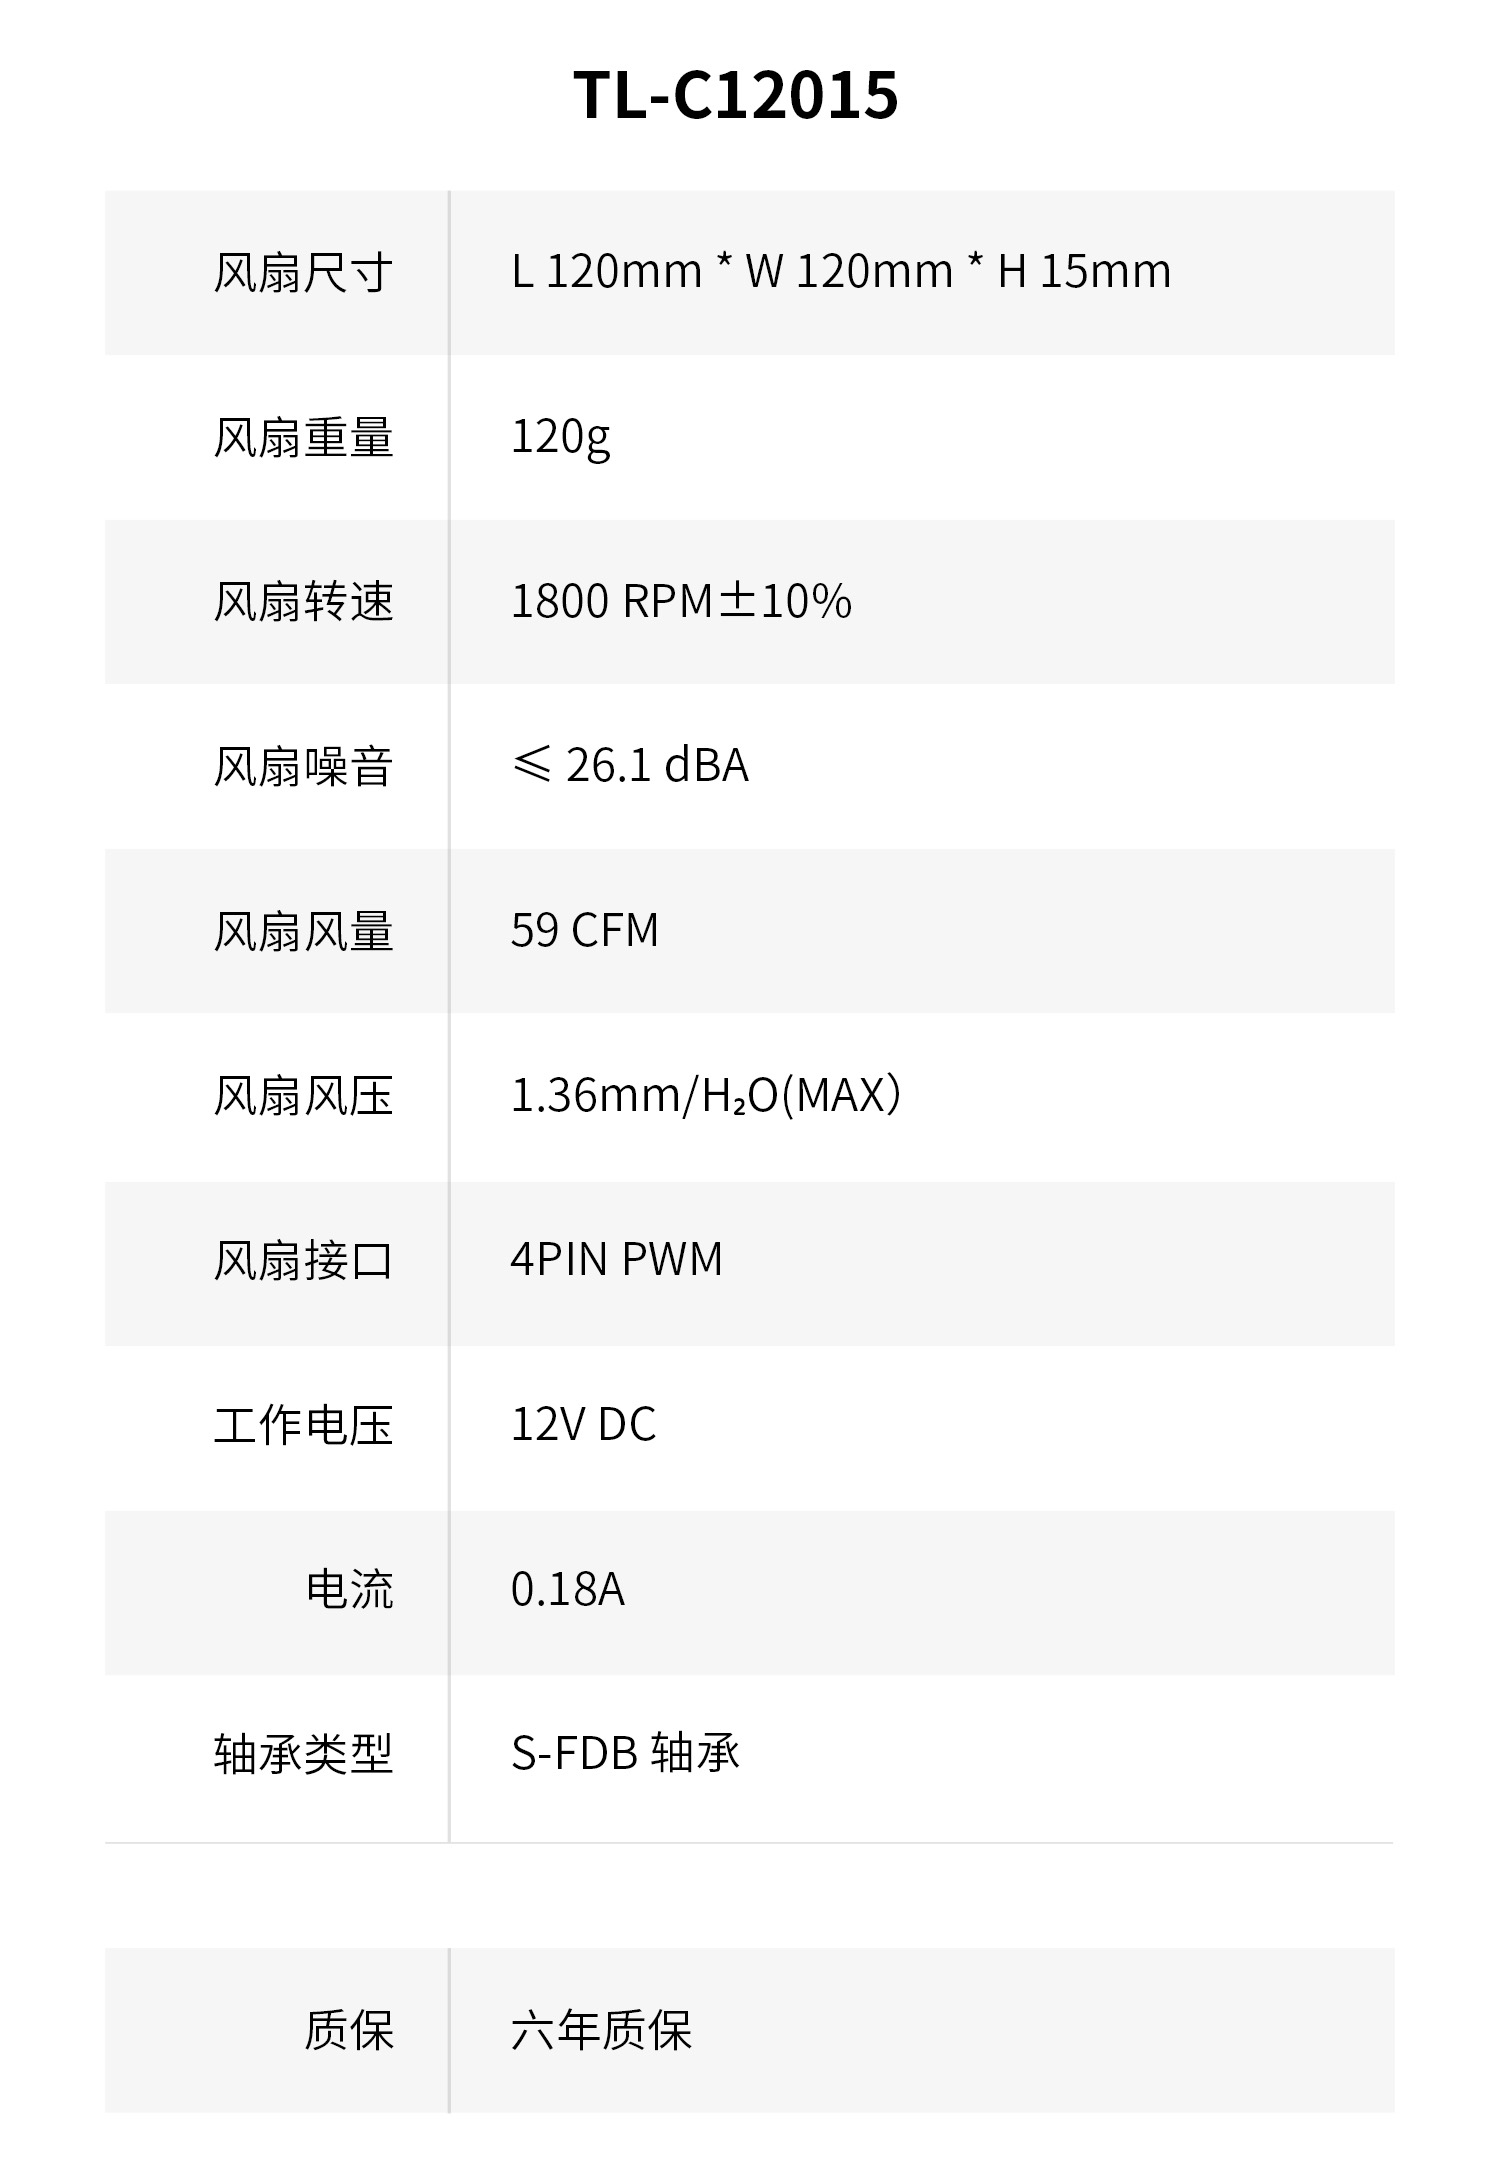 TL-C12015
风扇尺寸 L 120mm * W 120mm * H 15mm
风扇重量 120g
风扇转速 1800 RPM±10%
风扇噪音 ≤ 26.1 dBA
风扇风量 59 CFM
风扇风压 1.36mm/H₂O(MAX）
风扇接口 4PIN PWM
工作电压 12V DC
电流 0.18A
轴承类型 S-FDB 轴承
质保 六年质保